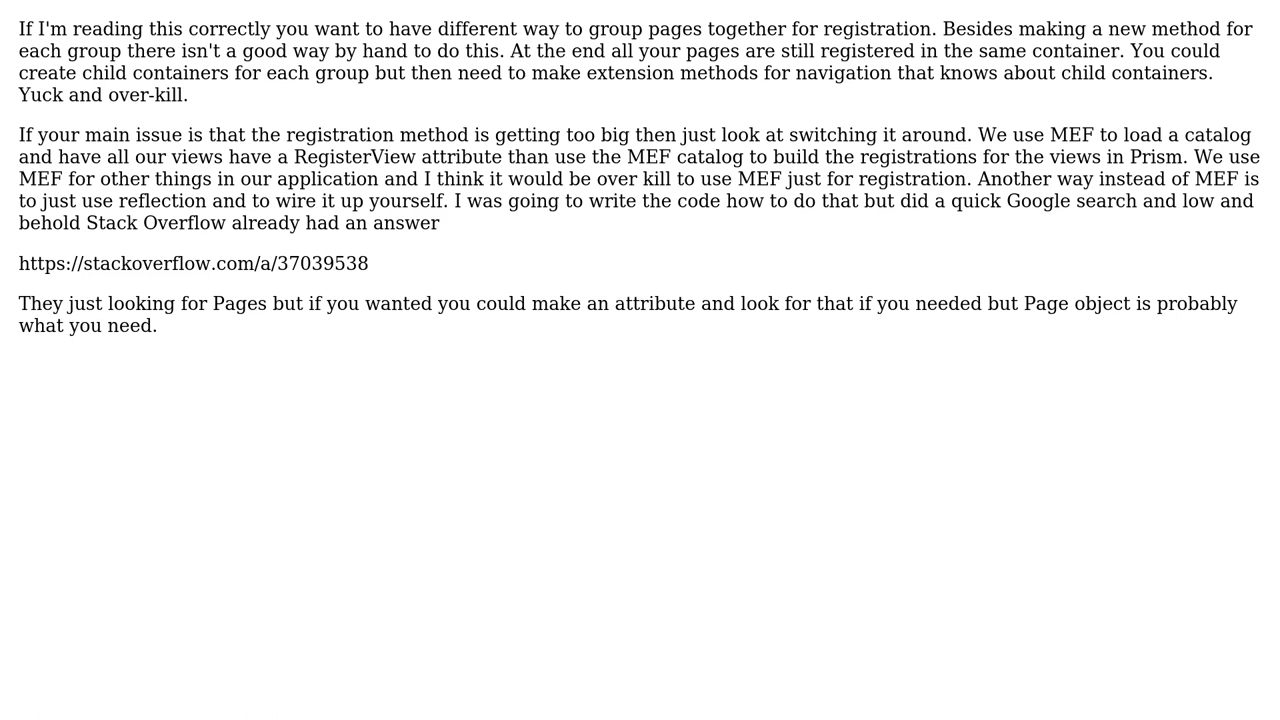 If I'm reading this correctly you want to have different way to group pages together for registration. Besides making a new method for
each group there isn't a good way by hand to do this. At the end all your pages are still registered in the same container. You could
create child containers for each group but then need to make extension methods for navigation that knows about child containers.
Yuck and over-kill.
If your main issue is that the registration method is getting too big then just look at switching it around. We use MEF to load a catalog
and have all our views have a RegisterView attribute than use the MEF catalog to build the registrations for the views in Prism. We use
MEF for other things in our application and I think it would be over kill to use MEF just for registration. Another way instead of MEF is
to just use reflection and to wire it up yourself. I was going to write the code how to do that but did a quick Google search and low and
behold Stack Overflow already had an answer
https://stackoverflow.com/a/37039538
They just looking for Pages but if you wanted you could make an attribute and look for that if you needed but Page object is probably
what you need.